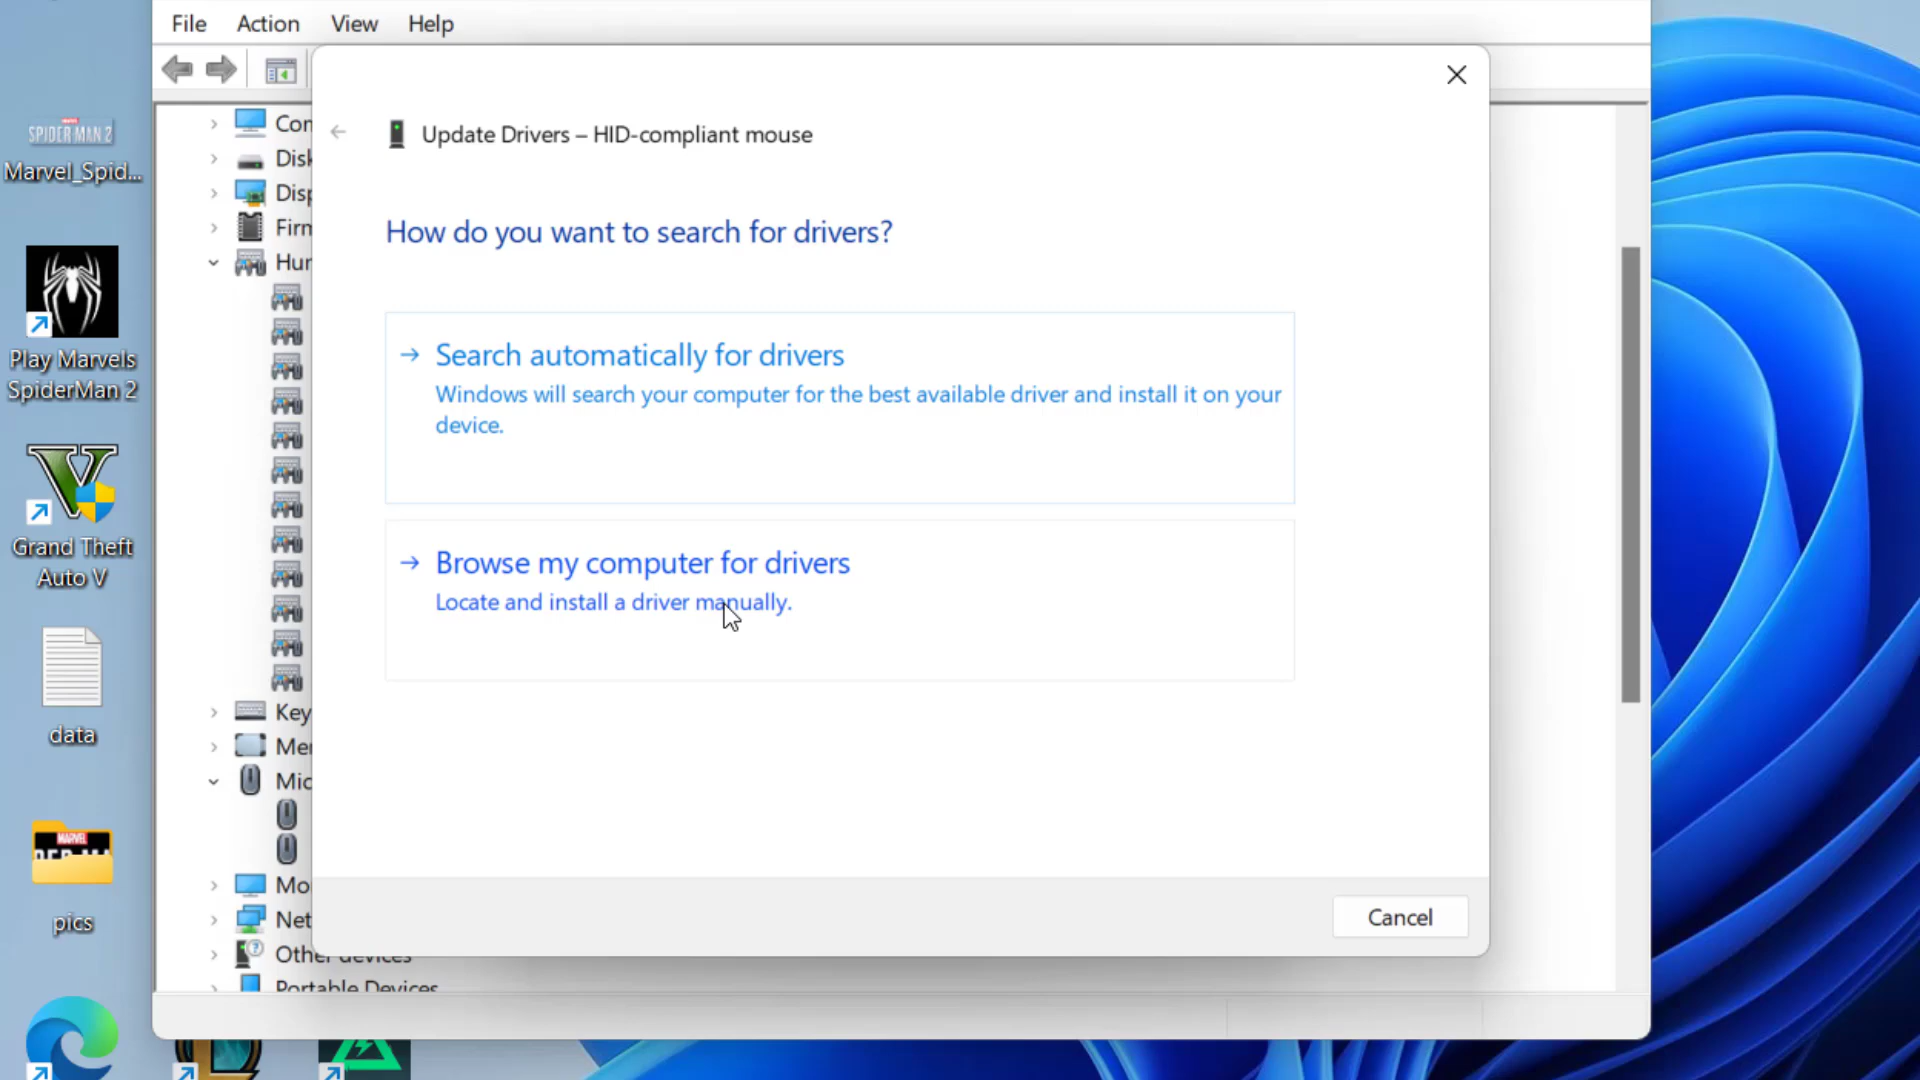 File Action View Help
SPIDER-MAN 2
Marvel_Spid...
Play Marvels
SpiderMan 2
Grand Theft
Auto V
data
pics
Con
Disk
Disp
Firm
Hum
Key
Mer
Mic
Mo
Net
Other devices
Portable Devices
Update Drivers – HID-compliant mouse
How do you want to search for drivers?
Search automatically for drivers
Windows will search your computer for the best available driver and install it on your
device.
Browse my computer for drivers
Locate and install a driver manually.
Cancel